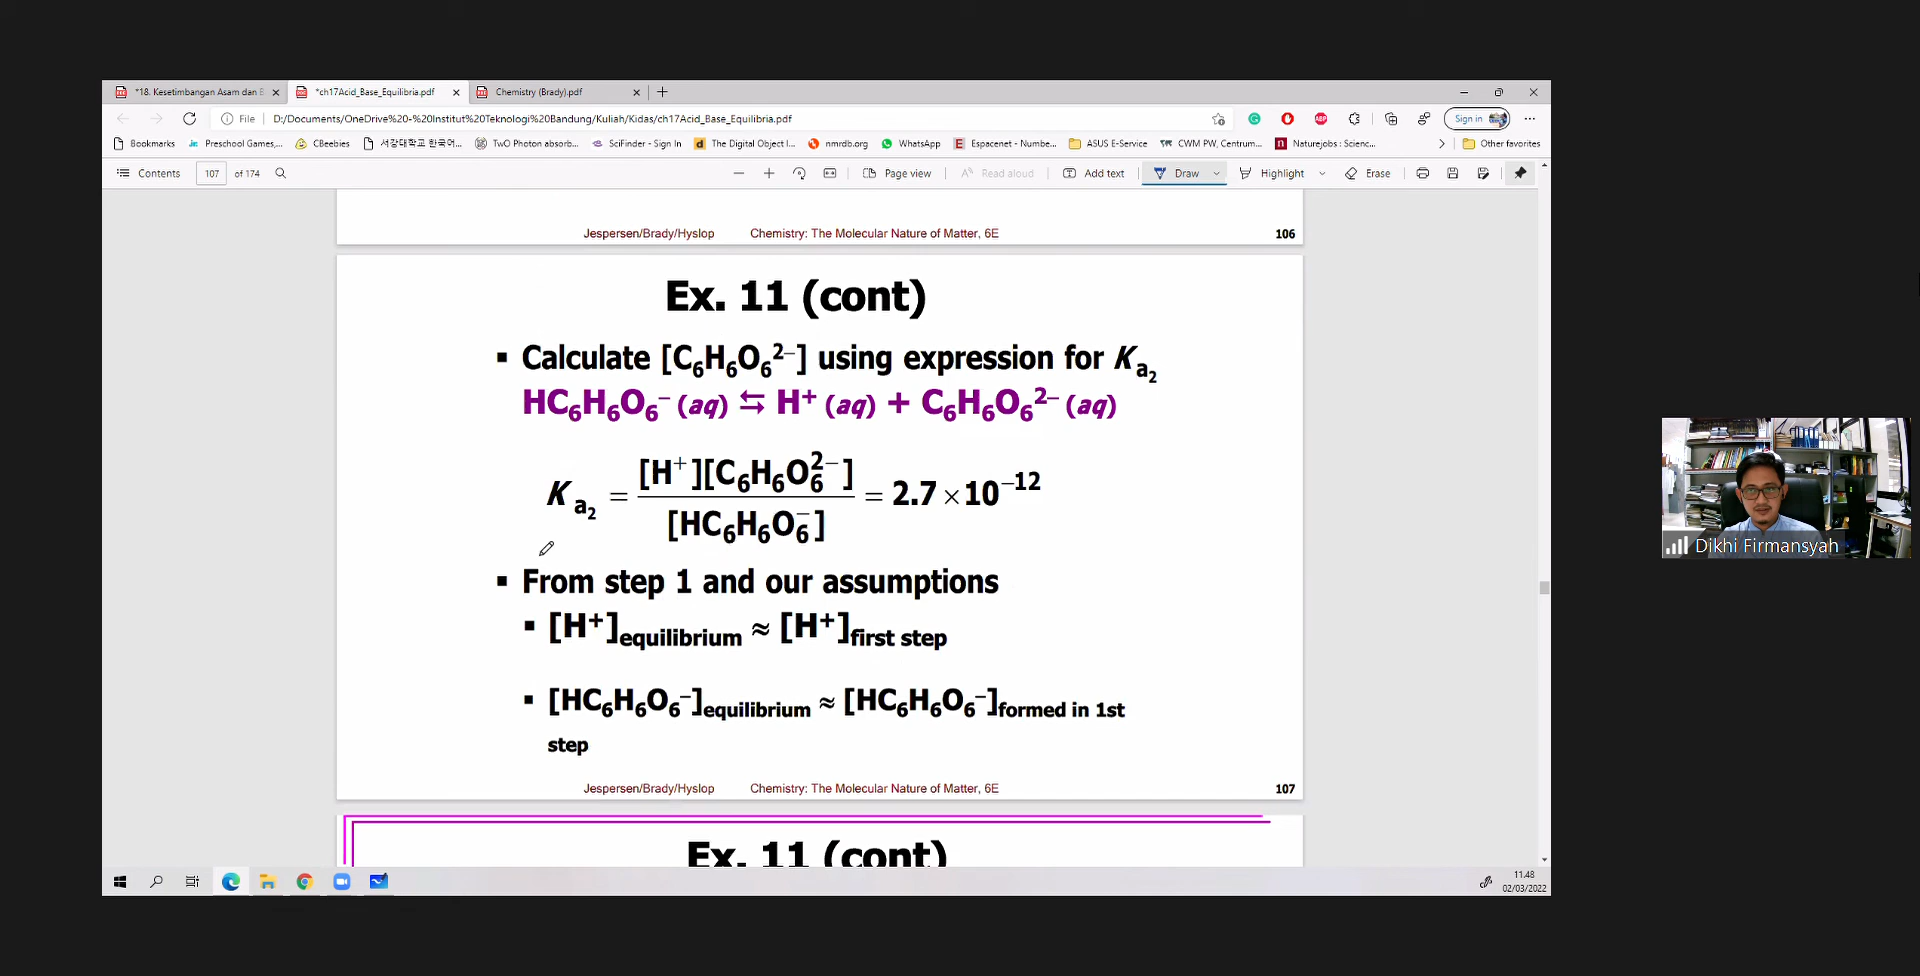 *18. Kesetimbangan Asam dan B
*ch17Acid_Base_Equilibria.pdf
Chemistry (Brady).pdf
File
D:/Documents/OneDrive%20-%20Institut%20Teknologi%20Bandung/Kuliah/Kidas/ch17Acid_Base_Equilibria.pdf
Sign in
Bookmarks
Preschool Games,...
CBeebies
서강대학교 한국어...
TwO Photon absorb...
SciFinder - Sign In
The Digital Object I...
nmrdb.org
WhatsApp
Espacenet - Numbe...
ASUS E-Service
CWM PW, Centrum...
Naturejobs : Scienc...
Other favorites
Contents
107 of 174
Page view
Read aloud
Add text
Draw
Highlight
Erase
Jespersen/Brady/Hyslop Chemistry: The Molecular Nature of Matter, 6E 106
Ex. 11 (cont)
▪ Calculate [C₆H₆O₆²⁻] using expression for Kₐ₂
HC₆H₆O₆⁻ (aq) ⇆ H⁺ (aq) + C₆H₆O₆²⁻ (aq)
Kₐ₂ = [H⁺][C₆H₆O₆²⁻] / [HC₆H₆O₆⁻] = 2.7 × 10⁻¹²
▪ From step 1 and our assumptions
▪ [H⁺]equilibrium ≈ [H⁺]first step
▪ [HC₆H₆O₆⁻]equilibrium ≈ [HC₆H₆O₆⁻]formed in 1st
step
Jespersen/Brady/Hyslop Chemistry: The Molecular Nature of Matter, 6E 107
Ex. 11 (cont)
11.48
02/03/2022
Dikhi Firmansyah